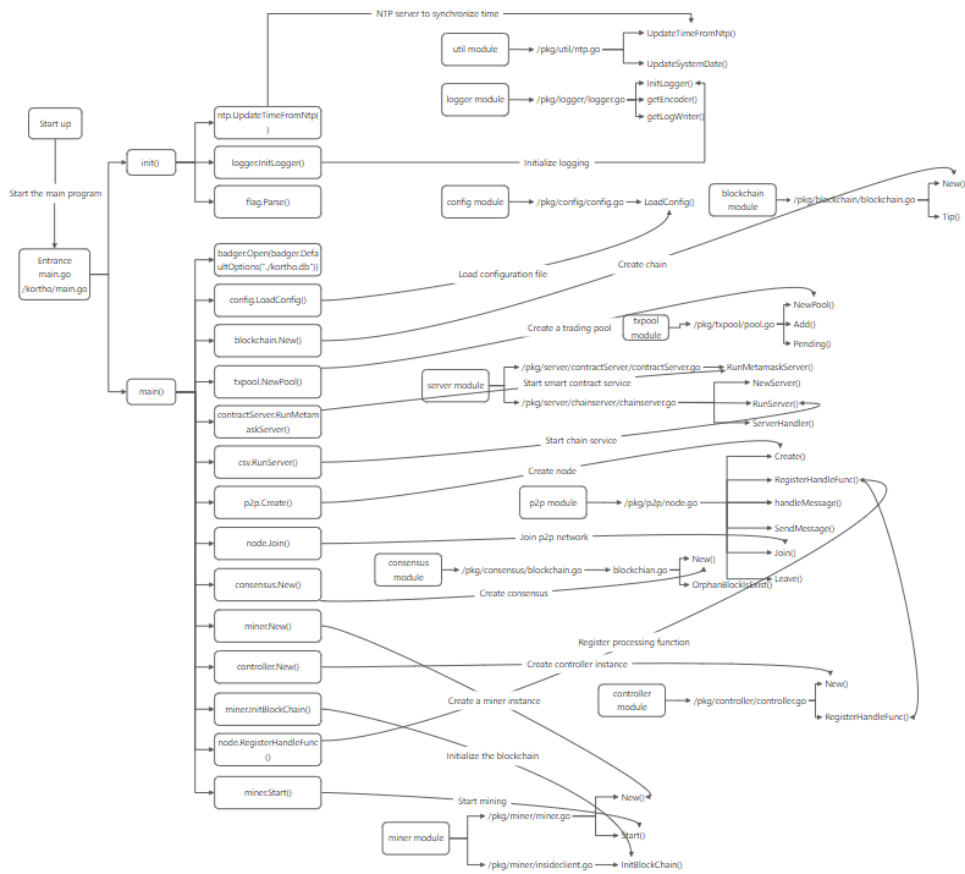 NTP server to synchronize time
util module
/pkg/util/ntp.go
UpdateTimeFromNtp()
UpdateSystemDate()
logger module
/pkg/logger/logger.go
InitLogger()
getEncoder()
getLogWriter()
Start up
Start the main program
Entrance
main.go
/kortho/main.go
init()
ntp.UpdateTimeFromNtp(
)
logger.InitLogger()
Initialize logging
flag.Parse()
config module
/pkg/config/config.go
LoadConfig()
blockchain
module
/pkg/blockchain/blockchain.go
New()
Tip()
main()
badger.Open(badger.Defa
ultOptions("./kortho.db"))
config.LoadConfig()
Load configuration file
blockchain.New()
Create chain
txpool.NewPool()
Create a trading pool
txpool
module
/pkg/txpool/pool.go
NewPool()
Add()
Pending()
contractServer.RunMetam
askServer()
Start smart contract service
server module
/pkg/server/contractServer/contractServer.go
RunMetamaskServer()
/pkg/server/chainserver/chainserver.go
NewServer()
RunServer()
ServerHandler()
csv.RunServer()
Start chain service
p2p.Create()
Create node
p2p module
/pkg/p2p/node.go
Create()
RegisterHandleFunc()
handleMessage()
SendMessage()
Join()
Leave()
node.Join()
Join p2p network
consensus.New()
Create consensus
consensus
module
/pkg/consensus/blockchain.go
blockchian.go
New()
OrphanBlockIsExist()
miner.New()
Create a miner instance
controller.New()
Create controller instance
controller
module
/pkg/controller/controller.go
New()
RegisterHandleFunc()
miner.InitBlockChain()
Initialize the blockchain
node.RegisterHandleFunc
()
Register processing function
miner.Start()
Start mining
miner module
/pkg/miner/miner.go
New()
Start()
/pkg/miner/insideclient.go
InitBlockChain()